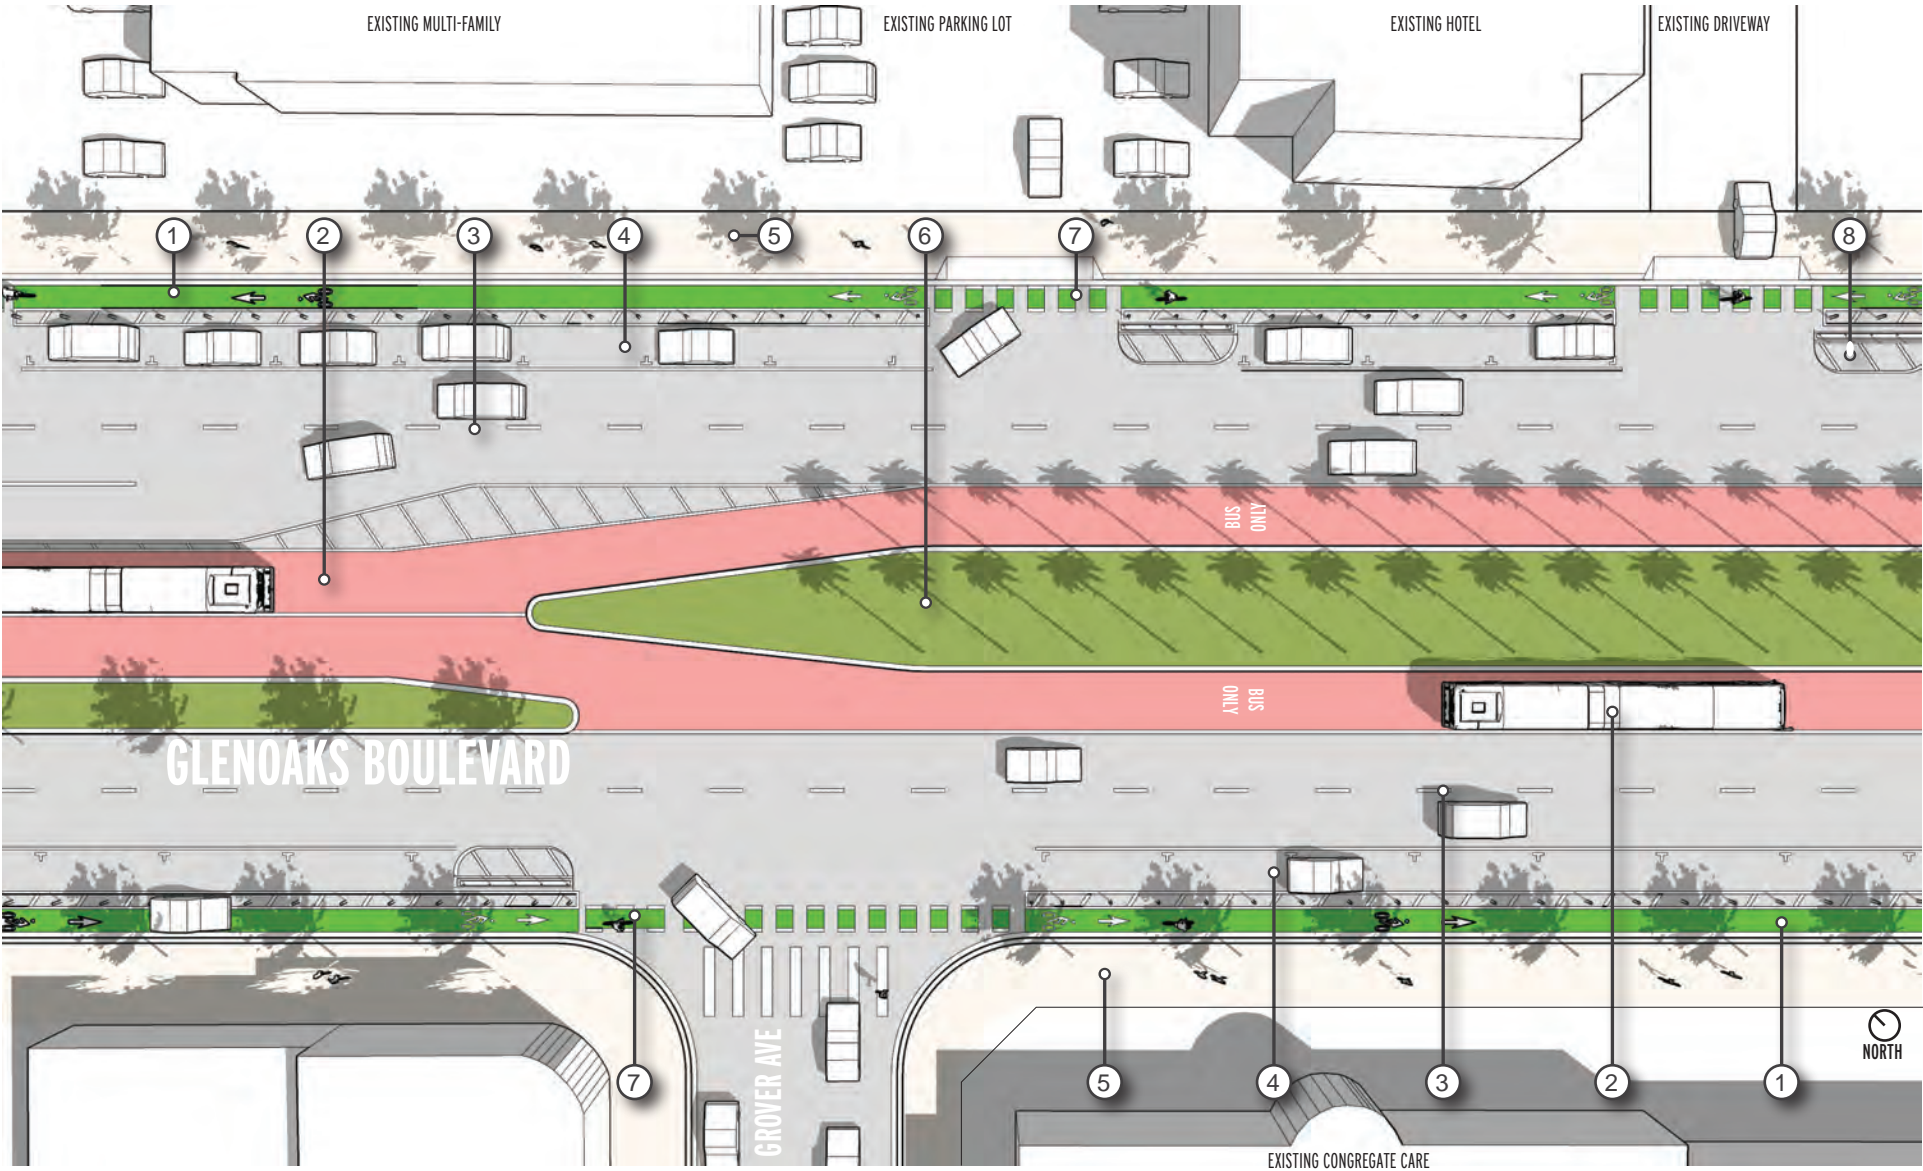 EXISTING MULTI-FAMILY
EXISTING PARKING LOT
EXISTING HOTEL
EXISTING DRIVEWAY
1
2
3
4
5
6
7
8
BUS
ONLY
BUS
ONLY
GLENOAKS BOULEVARD
GROVER AVE
NORTH
7
5
4
3
2
1
EXISTING CONGREGATE CARE